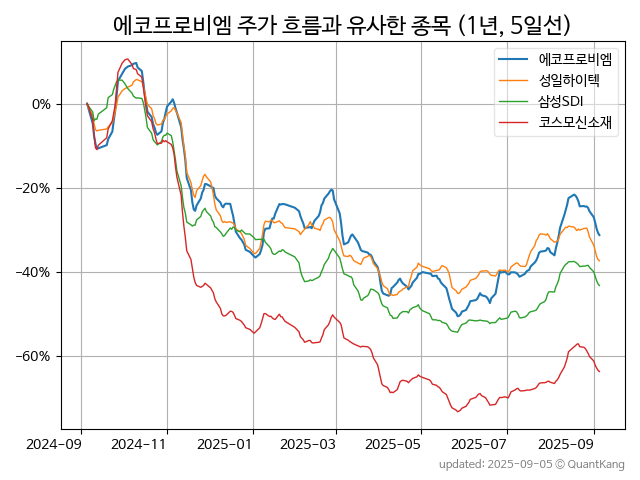 에코프로비엠 주가 흐름과 유사한 종목 (1년, 5일선)
에코프로비엠
성일하이텍
삼성SDI
코스모신소재
0%
−20%
−40%
−60%
2024-09 2024-11 2025-01 2025-03 2025-05 2025-07 2025-09
updated: 2025-09-05 © QuantKang